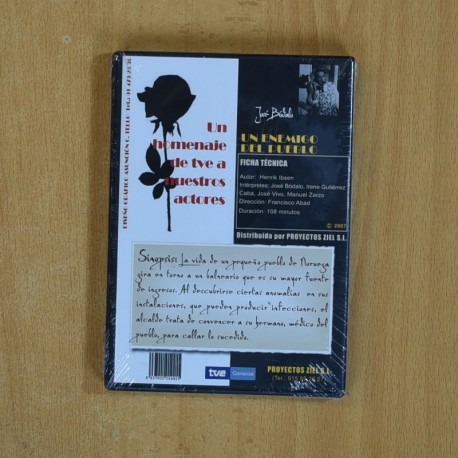 Un
homenaje
de tve a
nuestros
actores
José Bódalo
UN ENEMIGO
DEL PUEBLO
FICHA TÉCNICA
Autor: Henrik Ibsen
Intérpretes: José Bódalo, Irene Gutiérrez
Caba, José Vivo, Manuel Zarzo
Dirección: Francisco Abad
Duración: 108 minutos
© 2007
Distribuida por PROYECTOS ZIEL S.L.
Sinopsis: La vida de un pequeño pueblo de Noruega
gira en torno a un balneario que es su mayor fuente
de ingresos. Al descubrirse ciertas anomalías en sus
instalaciones, que pueden producir infecciones, el
alcalde trata de convencer a su hermano, médico del
pueblo, para callar lo sucedido.
tve Comercial
PROYECTOS ZIEL S.L.
DISEÑO GRÁFICO: ASUNCIÓN